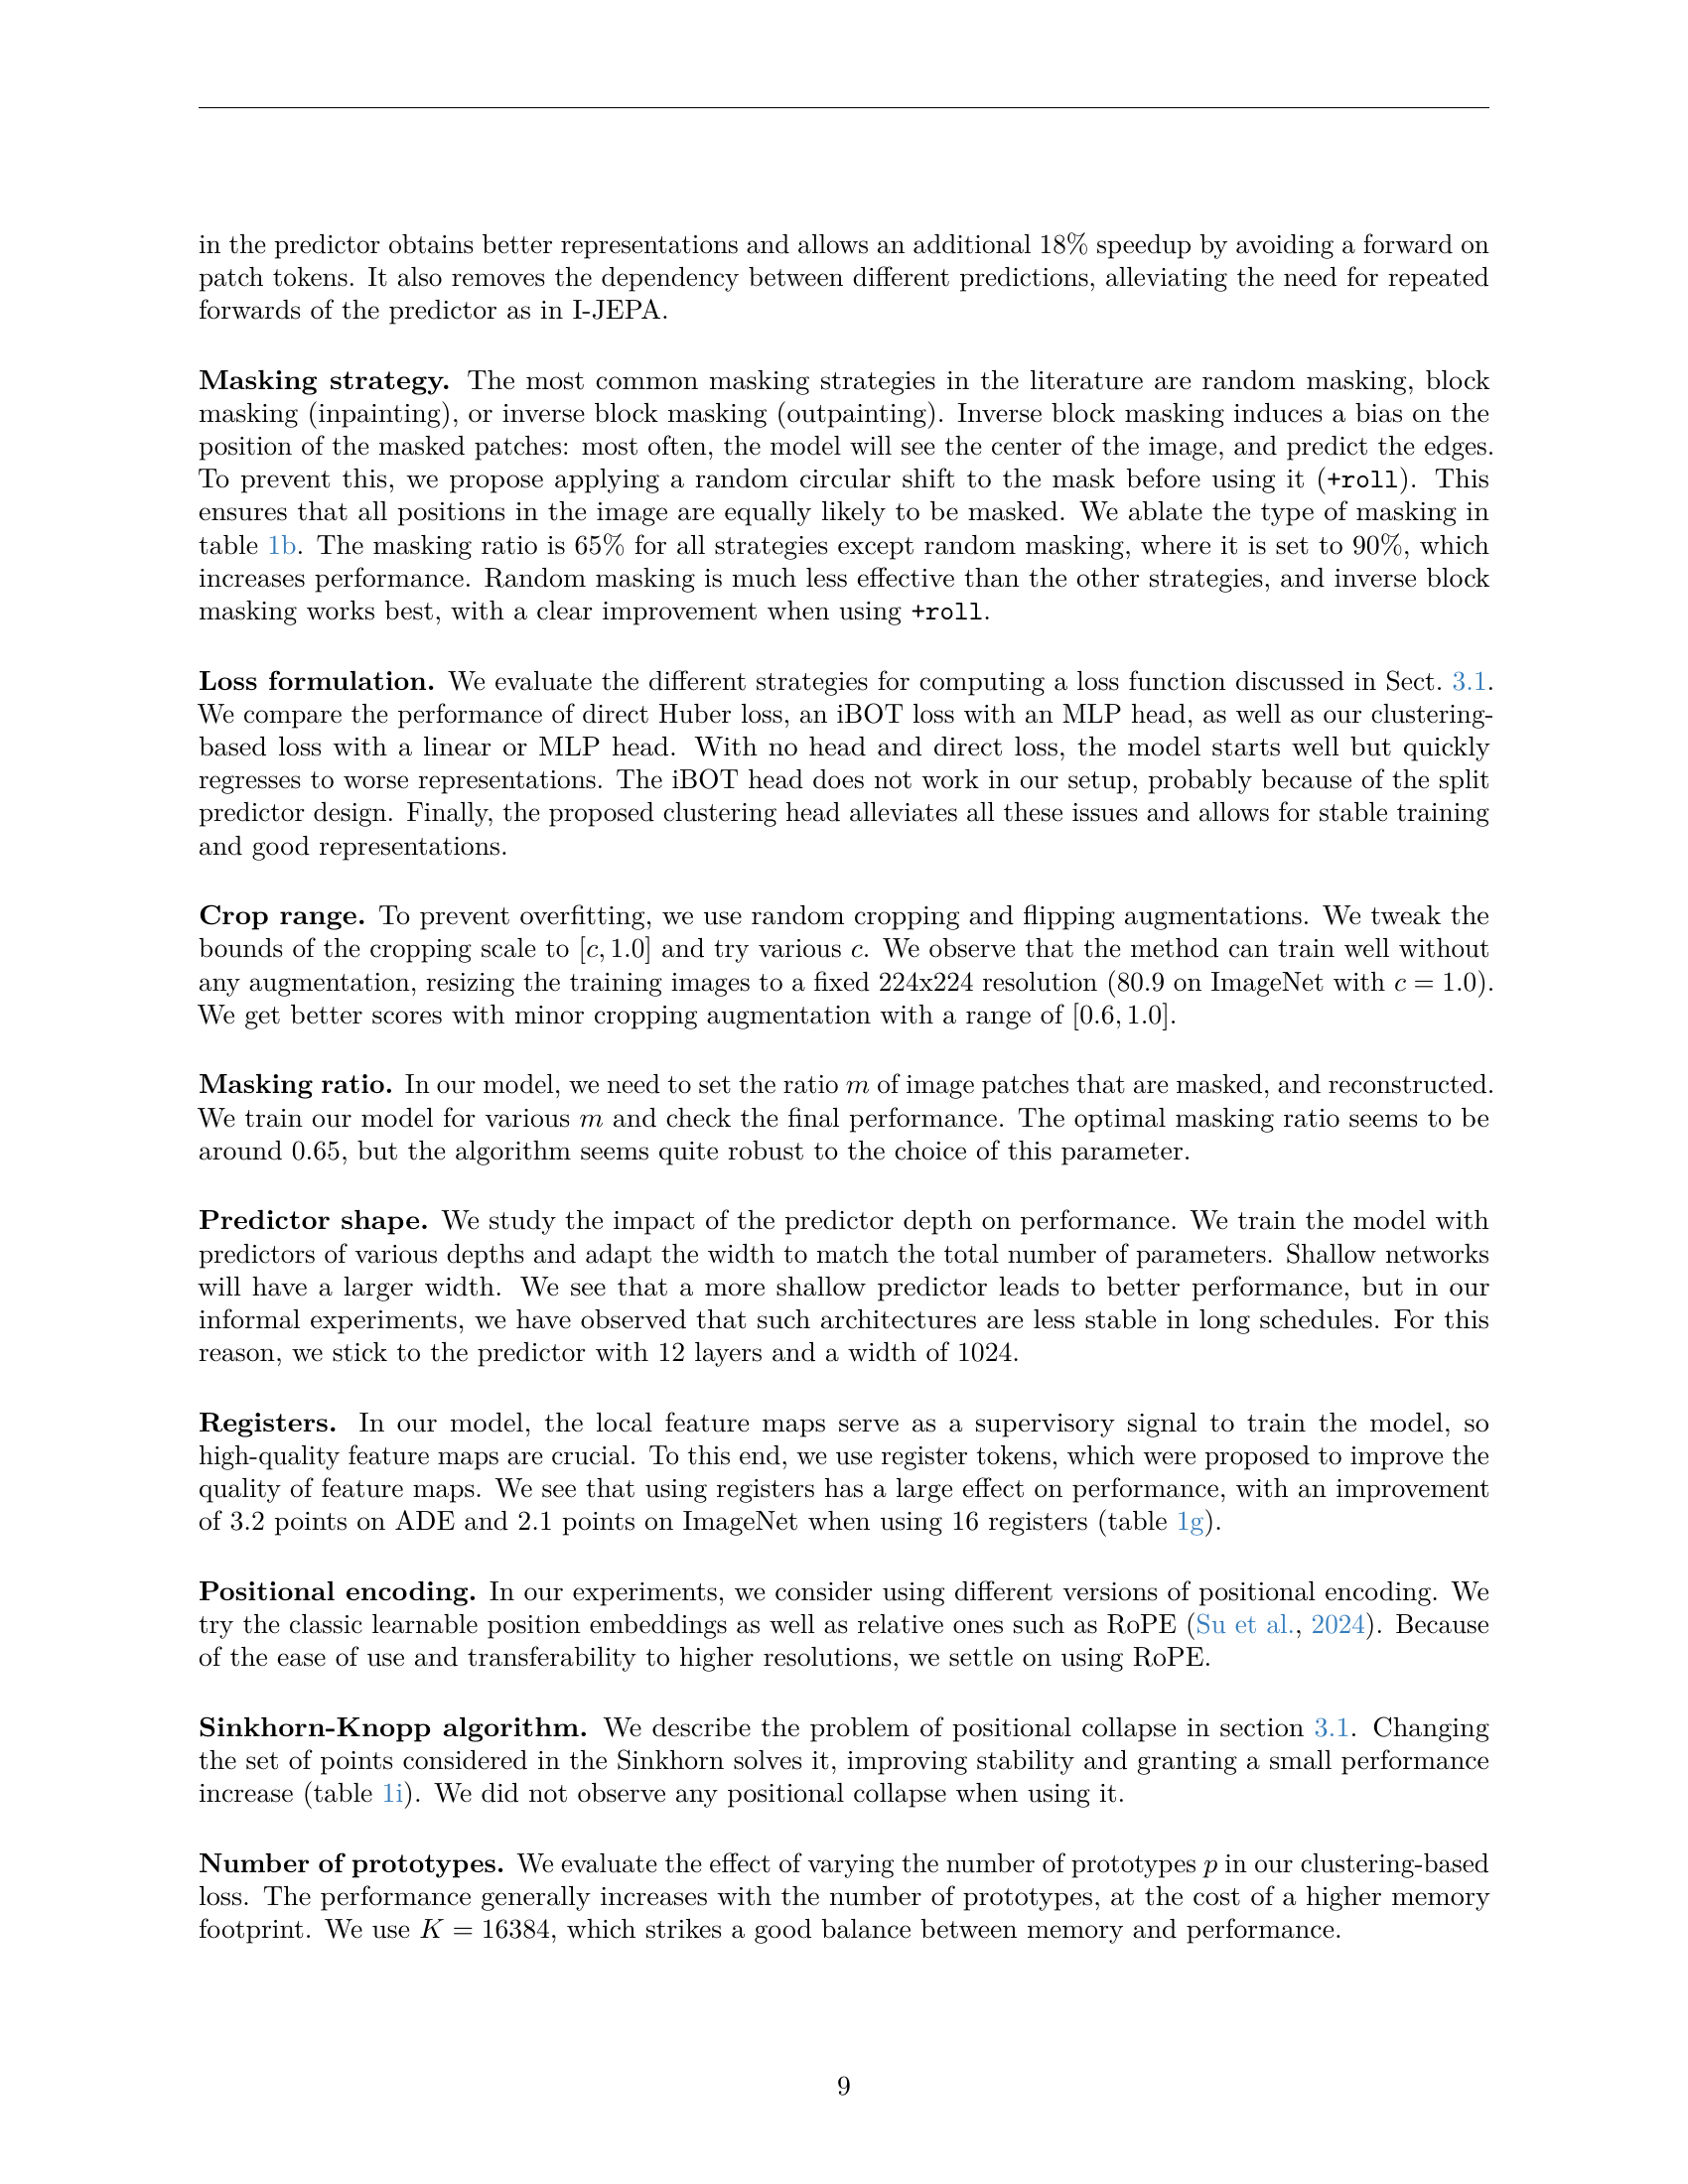 in the predictor obtains better representations and allows an additional 18% speedup by avoiding a forward on
patch tokens. It also removes the dependency between different predictions, alleviating the need for repeated
forwards of the predictor as in I-JEPA.
Masking strategy. The most common masking strategies in the literature are random masking, block
masking (inpainting), or inverse block masking (outpainting). Inverse block masking induces a bias on the
position of the masked patches: most often, the model will see the center of the image, and predict the edges.
To prevent this, we propose applying a random circular shift to the mask before using it (+roll). This
ensures that all positions in the image are equally likely to be masked. We ablate the type of masking in
table 1b. The masking ratio is 65% for all strategies except random masking, where it is set to 90%, which
increases performance. Random masking is much less effective than the other strategies, and inverse block
masking works best, with a clear improvement when using +roll.
Loss formulation. We evaluate the different strategies for computing a loss function discussed in Sect. 3.1.
We compare the performance of direct Huber loss, an iBOT loss with an MLP head, as well as our clustering-
based loss with a linear or MLP head. With no head and direct loss, the model starts well but quickly
regresses to worse representations. The iBOT head does not work in our setup, probably because of the split
predictor design. Finally, the proposed clustering head alleviates all these issues and allows for stable training
and good representations.
Crop range. To prevent overfitting, we use random cropping and flipping augmentations. We tweak the
bounds of the cropping scale to [c, 1.0] and try various c. We observe that the method can train well without
any augmentation, resizing the training images to a fixed 224x224 resolution (80.9 on ImageNet with c = 1.0).
We get better scores with minor cropping augmentation with a range of [0.6, 1.0].
Masking ratio. In our model, we need to set the ratio m of image patches that are masked, and reconstructed.
We train our model for various m and check the final performance. The optimal masking ratio seems to be
around 0.65, but the algorithm seems quite robust to the choice of this parameter.
Predictor shape. We study the impact of the predictor depth on performance. We train the model with
predictors of various depths and adapt the width to match the total number of parameters. Shallow networks
will have a larger width. We see that a more shallow predictor leads to better performance, but in our
informal experiments, we have observed that such architectures are less stable in long schedules. For this
reason, we stick to the predictor with 12 layers and a width of 1024.
Registers. In our model, the local feature maps serve as a supervisory signal to train the model, so
high-quality feature maps are crucial. To this end, we use register tokens, which were proposed to improve the
quality of feature maps. We see that using registers has a large effect on performance, with an improvement
of 3.2 points on ADE and 2.1 points on ImageNet when using 16 registers (table 1g).
Positional encoding. In our experiments, we consider using different versions of positional encoding. We
try the classic learnable position embeddings as well as relative ones such as RoPE (Su et al., 2024). Because
of the ease of use and transferability to higher resolutions, we settle on using RoPE.
Sinkhorn-Knopp algorithm. We describe the problem of positional collapse in section 3.1. Changing
the set of points considered in the Sinkhorn solves it, improving stability and granting a small performance
increase (table 1i). We did not observe any positional collapse when using it.
Number of prototypes. We evaluate the effect of varying the number of prototypes p in our clustering-based
loss. The performance generally increases with the number of prototypes, at the cost of a higher memory
footprint. We use K = 16384, which strikes a good balance between memory and performance.
9